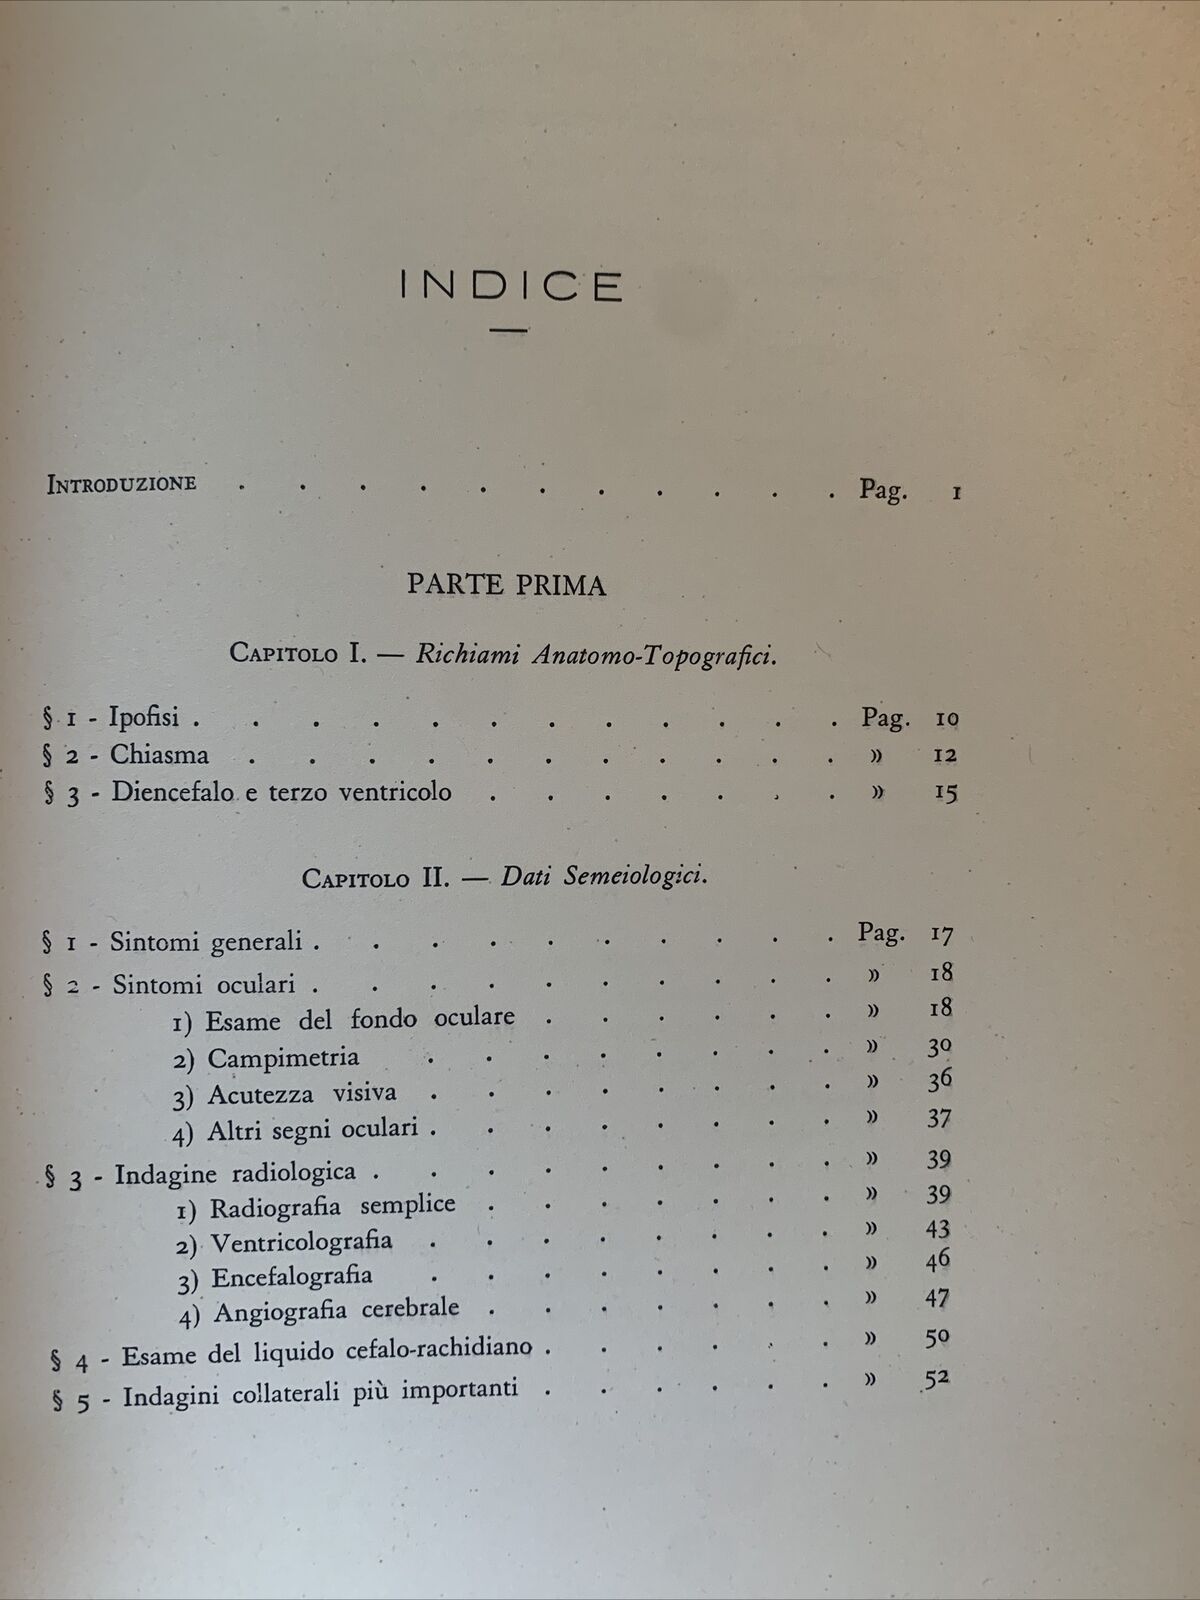 INDICE
INTRODUZIONE . . . . . . . . . . . Pag. 1
PARTE PRIMA
CAPITOLO I. — Richiami Anatomo-Topografici.
§ 1 - Ipofisi . . . . . . . . . . . . Pag. 10
§ 2 - Chiasma . . . . . . . . . . . » 12
§ 3 - Diencefalo e terzo ventricolo . . . . . . . » 15
CAPITOLO II. — Dati Semeiologici.
§ 1 - Sintomi generali . . . . . . . . . . Pag. 17
§ 2 - Sintomi oculari . . . . . . . . . . » 18
1) Esame del fondo oculare . . . . . . » 18
2) Campimetria . . . . . . . . » 30
3) Acutezza visiva . . . . . . . . » 36
4) Altri segni oculari . . . . . . . . » 37
§ 3 - Indagine radiologica . . . . . . . . . » 39
1) Radiografia semplice . . . . . . . » 39
2) Ventricolografia . . . . . . . . » 43
3) Encefalografia . . . . . . . . » 46
4) Angiografia cerebrale . . . . . . . » 47
§ 4 - Esame del liquido cefalo-rachidiano . . . . . . » 50
§ 5 - Indagini collaterali più importanti . . . . . . » 52